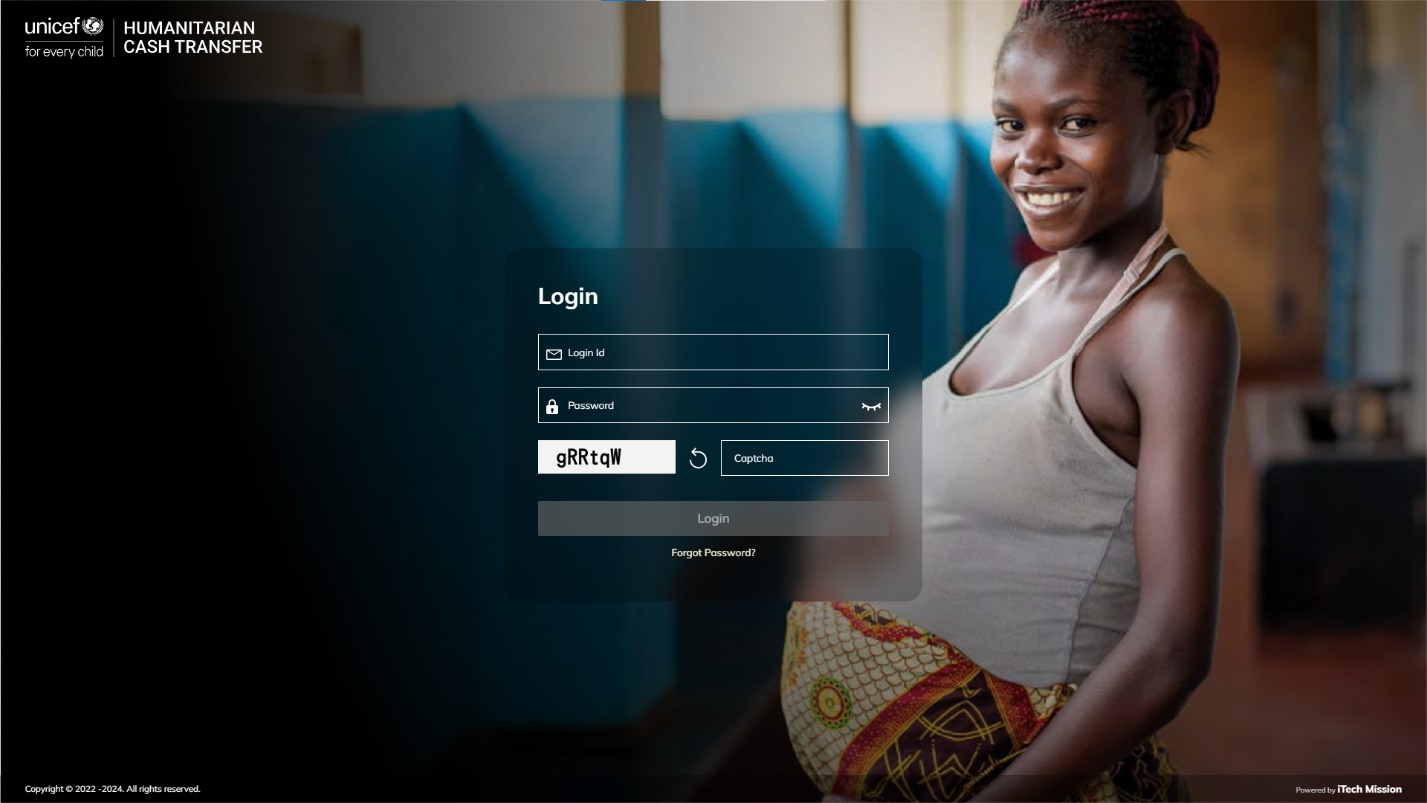 unicef
for every child
HUMANITARIAN
CASH TRANSFER
Login
Login Id
Password
gRRtqW
Captcha
Login
Forgot Password?
Copyright © 2022 -2024. All rights reserved.
Powered by iTech Mission